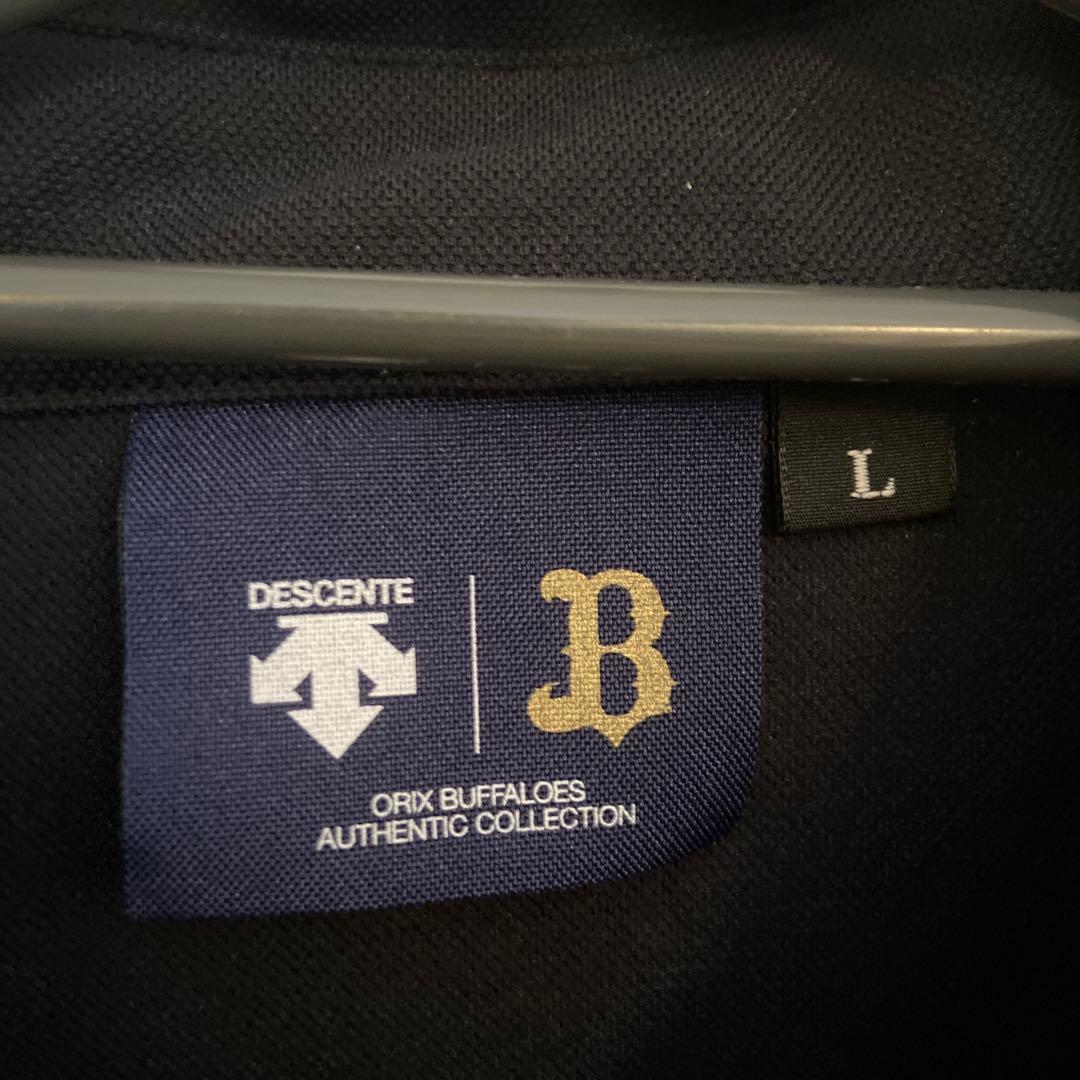 L
DESCENTE
B
ORIX BUFFALOES
AUTHENTIC COLLECTION